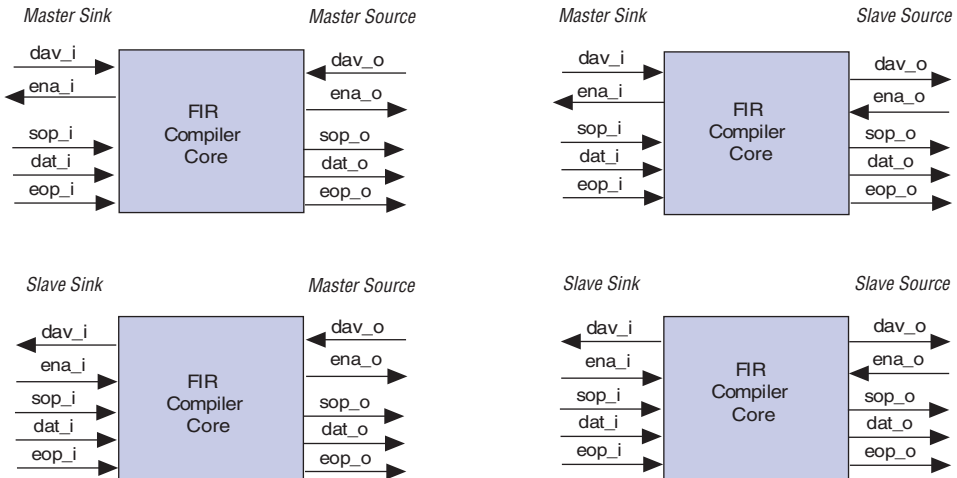 Master Sink
Master Source
dav_i
ena_i
sop_i
dat_i
eop_i
FIR
Compiler
Core
dav_o
ena_o
sop_o
dat_o
eop_o
Master Sink
Slave Source
dav_i
ena_i
sop_i
dat_i
eop_i
FIR
Compiler
Core
dav_o
ena_o
sop_o
dat_o
eop_o
Slave Sink
Master Source
dav_i
ena_i
sop_i
dat_i
eop_i
FIR
Compiler
Core
dav_o
ena_o
sop_o
dat_o
eop_o
Slave Sink
Slave Source
dav_i
ena_i
sop_i
dat_i
eop_i
FIR
Compiler
Core
dav_o
ena_o
sop_o
dat_o
eop_o